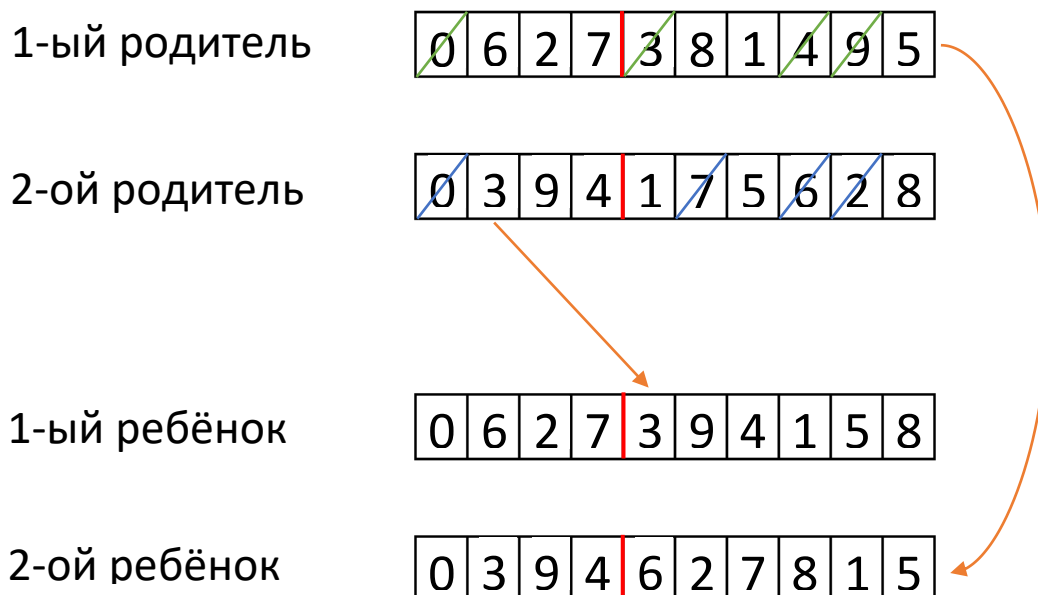 1-ый родитель 0 6 2 7 3 8 1 4 9 5
2-ой родитель 0 3 9 4 1 7 5 6 2 8
1-ый ребёнок 0 6 2 7 3 9 4 1 5 8
2-ой ребёнок 0 3 9 4 6 2 7 8 1 5